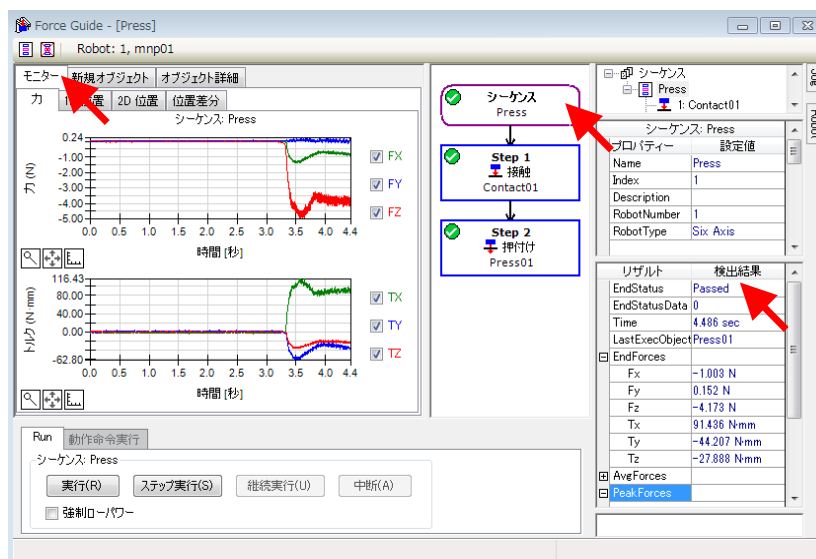 Force Guide - [Press]
Robot: 1, mnp01
モニター 新規オブジェクト オブジェクト詳細
力 位置 2D 位置 位置差分
シーケンス: Press
力 (N)
0.24
-1.00
-2.00
-3.00
-4.00
-5.00
0.0 0.5 1.0 1.5 2.0 2.5 3.0 3.5 4.0 4.4
時間 [秒]
FX
FY
FZ
トルク (N·mm)
116.43
80.00
40.00
0.00
-62.80
0.0 0.5 1.0 1.5 2.0 2.5 3.0 3.5 4.0 4.4
時間 [秒]
TX
TY
TZ
Run 動作命令実行
シーケンス: Press
実行(R) ステップ実行(S) 継続実行(U) 中断(A)
強制ローパワー
シーケンス
Press
Step 1
接触
Contact01
Step 2
押付け
Press01
シーケンス
Press
1: Contact01
シーケンス: Press
プロパティー 設定値
Name Press
Index 1
Description
RobotNumber 1
RobotType Six Axis
リザルト 検出結果
EndStatus Passed
EndStatusData 0
Time 4.486 sec
LastExecObject Press01
EndForces
Fx -1.003 N
Fy 0.152 N
Fz -4.173 N
Tx 91.436 N·mm
Ty -44.207 N·mm
Tz -27.888 N·mm
AvgForces
PeakForces
Robot